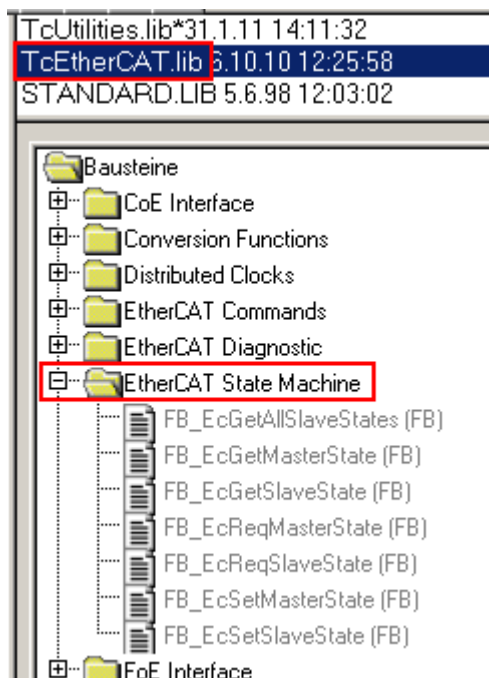 TcUtilities.lib*31.1.11 14:11:32
TcEtherCAT.lib 6.10.10 12:25:58
STANDARD.LIB 5.6.98 12:03:02
Bausteine
CoE Interface
Conversion Functions
Distributed Clocks
EtherCAT Commands
EtherCAT Diagnostic
EtherCAT State Machine
FB_EcGetAllSlaveStates (FB)
FB_EcGetMasterState (FB)
FB_EcGetSlaveState (FB)
FB_EcReqMasterState (FB)
FB_EcReqSlaveState (FB)
FB_EcSetMasterState (FB)
FB_EcSetSlaveState (FB)
FoE Interface